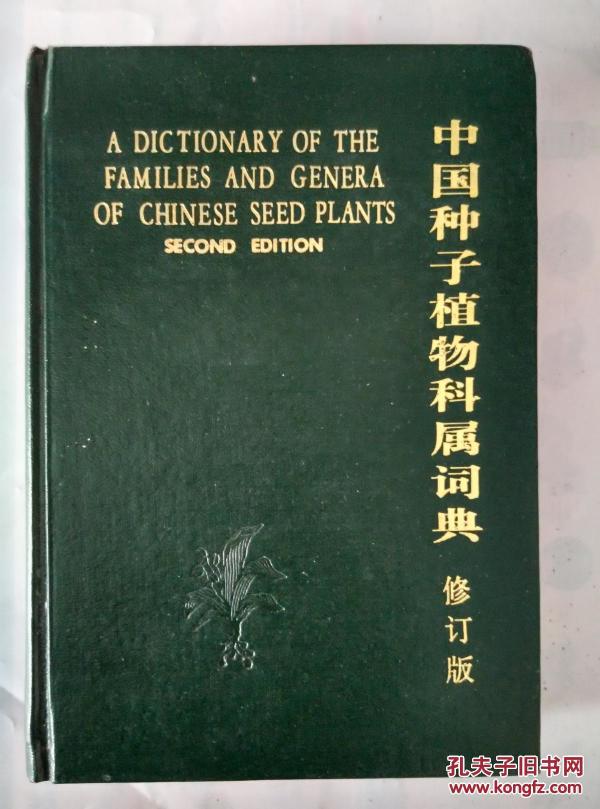 A DICTIONARY OF THE
FAMILIES AND GENERA
OF CHINESE SEED PLANTS
SECOND EDITION
中国种子植物科属词典
修订版
孔夫子旧书网
kongfz.com